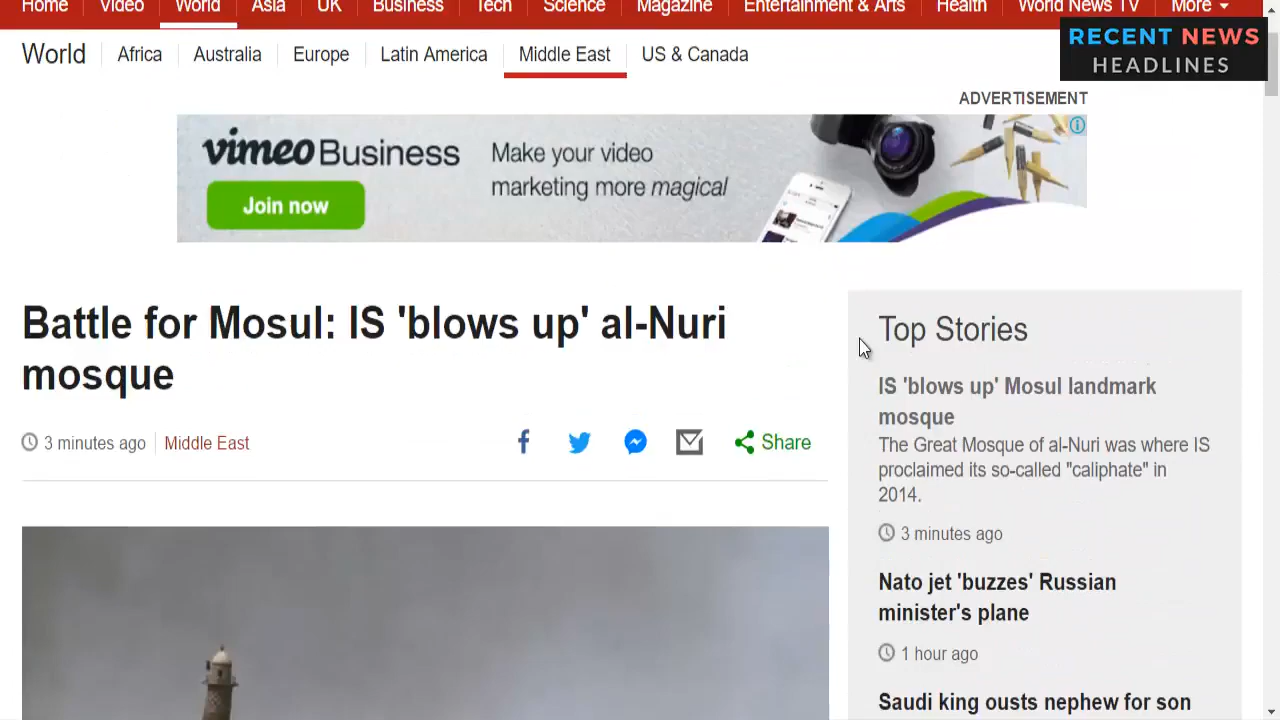 Home Video World Asia UK Business Tech Science Magazine Entertainment & Arts Health World News TV More
RECENT NEWS
HEADLINES
World Africa Australia Europe Latin America Middle East US & Canada
ADVERTISEMENT
vimeo Business
Join now
Make your video
marketing more magical
Battle for Mosul: IS 'blows up' al-Nuri
mosque
3 minutes ago Middle East
Share
Top Stories
IS 'blows up' Mosul landmark
mosque
The Great Mosque of al-Nuri was where IS
proclaimed its so-called "caliphate" in
2014.
3 minutes ago
Nato jet 'buzzes' Russian
minister's plane
1 hour ago
Saudi king ousts nephew for son